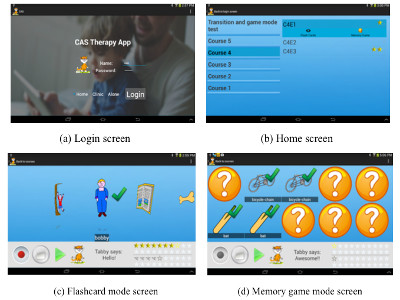 CAS Therapy App
Name:
Password:
Home
Clinic
Alone
Login
(a) Login screen
Transition and game mode
test
Course 5
Course 4
Course 3
Course 2
Course 1
C4E1
C4E2
C4E3
(b) Home screen
bobby
Tabby says:
Hello!
(c) Flashcard mode screen
bicycle chain
bicycle chain
bat
bat
Tabby says:
Awesome!
(d) Memory game mode screen